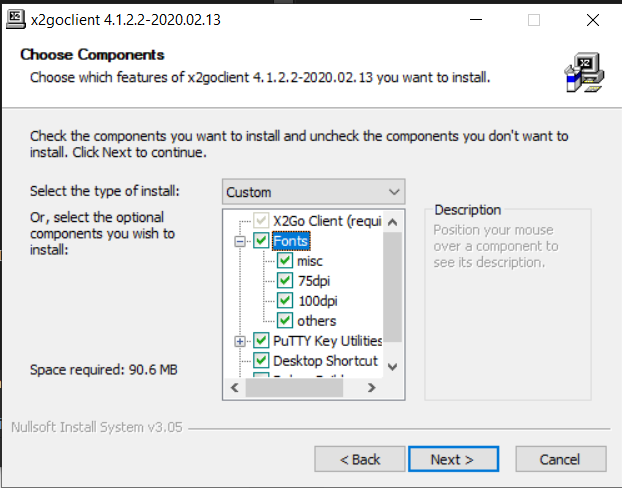 x2goclient 4.1.2.2-2020.02.13
Choose Components
Choose which features of x2goclient 4.1.2.2-2020.02.13 you want to install.
Check the components you want to install and uncheck the components you don't want to
install. Click Next to continue.
Select the type of install:
Custom
Or, select the optional
components you wish to
install:
X2Go Client (requi
Fonts
misc
75dpi
100dpi
others
PuTTY Key Utilities
Desktop Shortcut
Description
Position your mouse
over a component to
see its description.
Space required: 90.6 MB
Nullsoft Install System v3.05
< Back
Next >
Cancel